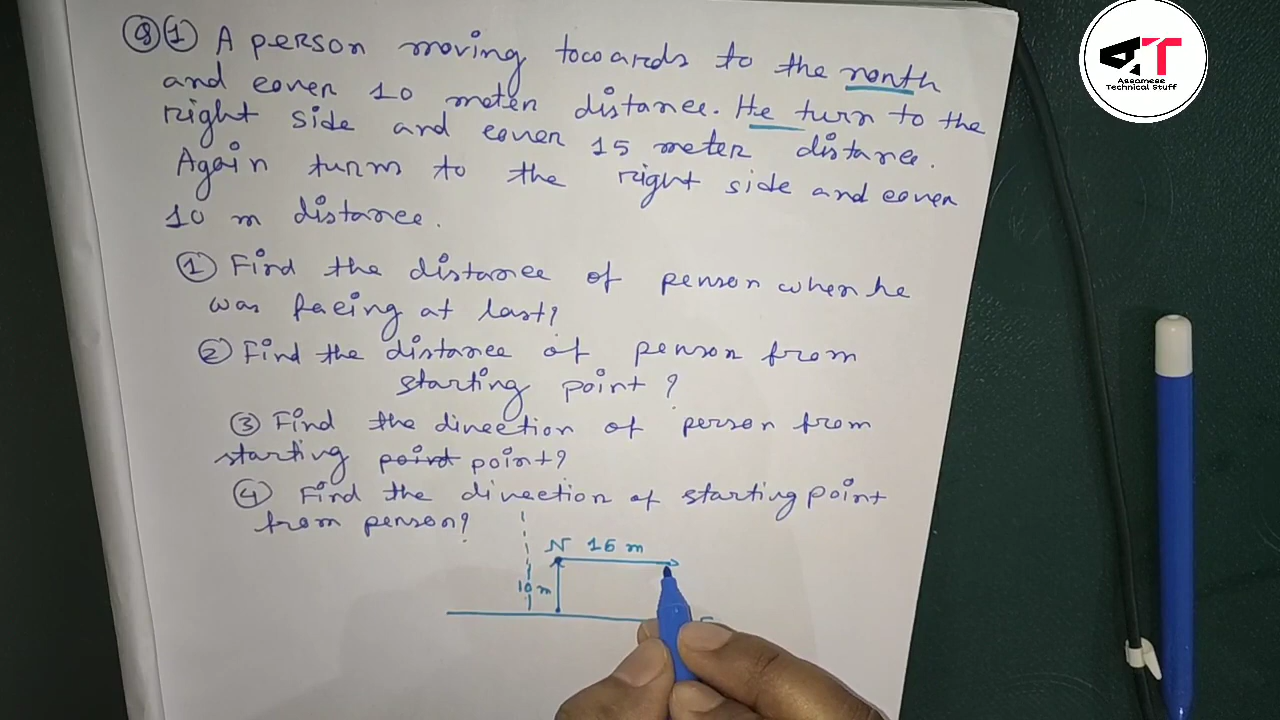 Q 1 A person moving towards to the north
and cover 10 meter distance. He turn to the
right side and cover 15 meter distance.
Again turns to the right side and cover
10 m distance.
1 Find the distance of person when he
was facing at last?
2 Find the distance of person from
starting point?
3 Find the direction of person from
starting point point?
4 Find the direction of starting point
from person?
N 15 m
10 m
AT
Assamese
Technical Stuff